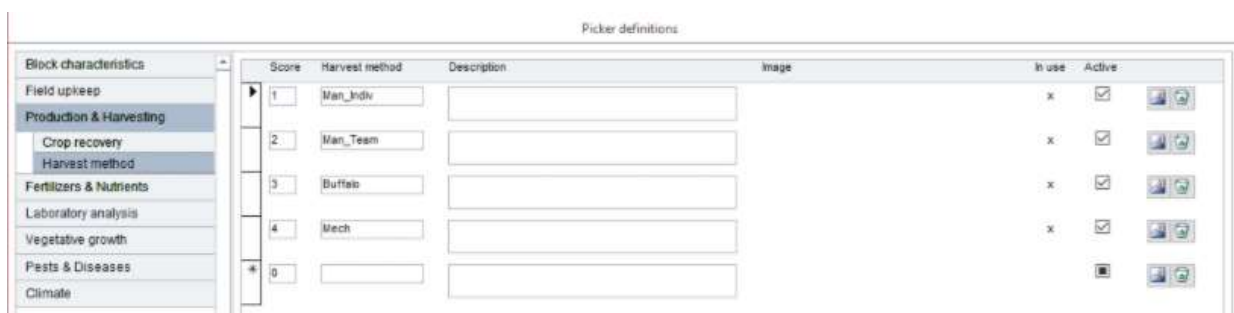 Picker definitions
Block characteristics
Field upkeep
Production & Harvesting
Crop recovery
Harvest method
Fertilizers & Nutrients
Laboratory analysis
Vegetative growth
Pests & Diseases
Climate
Score Harvest method Description Image In use Active
1 Man_Indiv x
2 Man_Team x
3 Buffalo x
4 Mech x
0